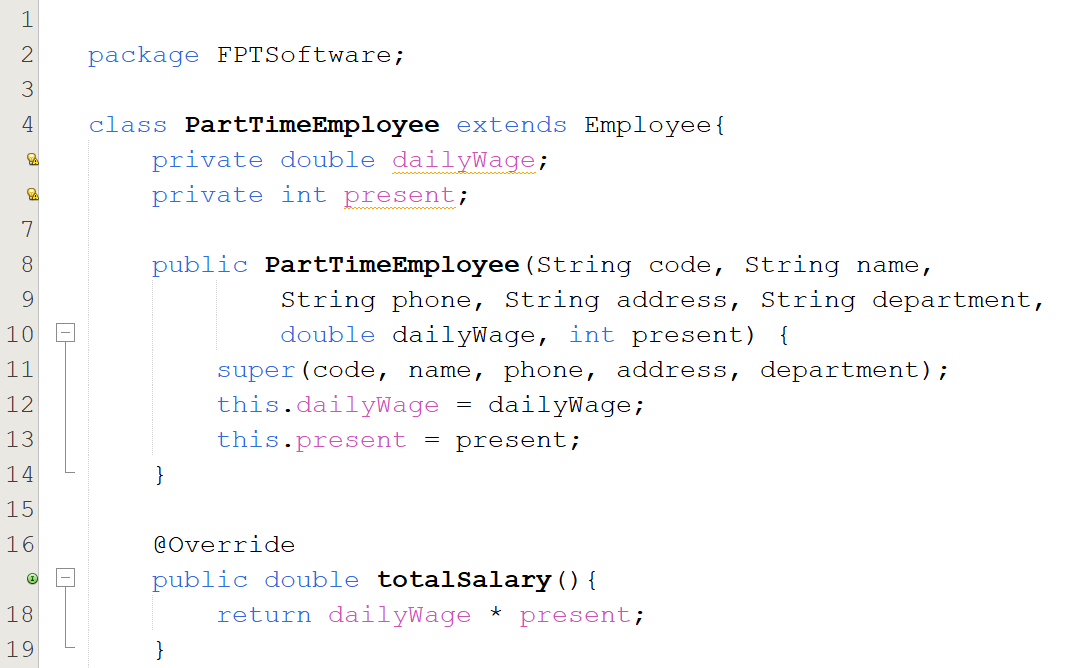 1
2 package FPTSoftware;
3
4 class PartTimeEmployee extends Employee{
private double dailyWage;
private int present;
7
8 public PartTimeEmployee(String code, String name,
9 String phone, String address, String department,
10 double dailyWage, int present) {
11 super(code, name, phone, address, department);
12 this.dailyWage = dailyWage;
13 this.present = present;
14 }
15
16 @Override
public double totalSalary(){
18 return dailyWage * present;
19 }